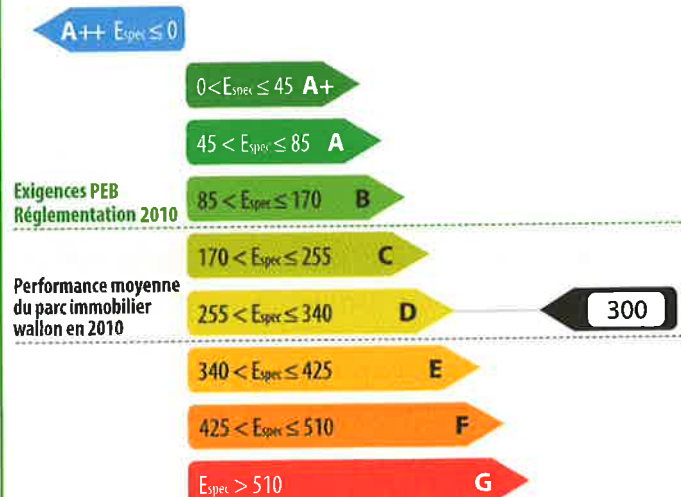 A++ Espec ≤ 0
0 < Espec ≤ 45 A+
45 < Espec ≤ 85 A
Exigences PEB
Réglementation 2010
85 < Espec ≤ 170 B
170 < Espec ≤ 255 C
Performance moyenne
du parc immobilier
wallon en 2010
255 < Espec ≤ 340 D
300
340 < Espec ≤ 425 E
425 < Espec ≤ 510 F
Espec > 510 G